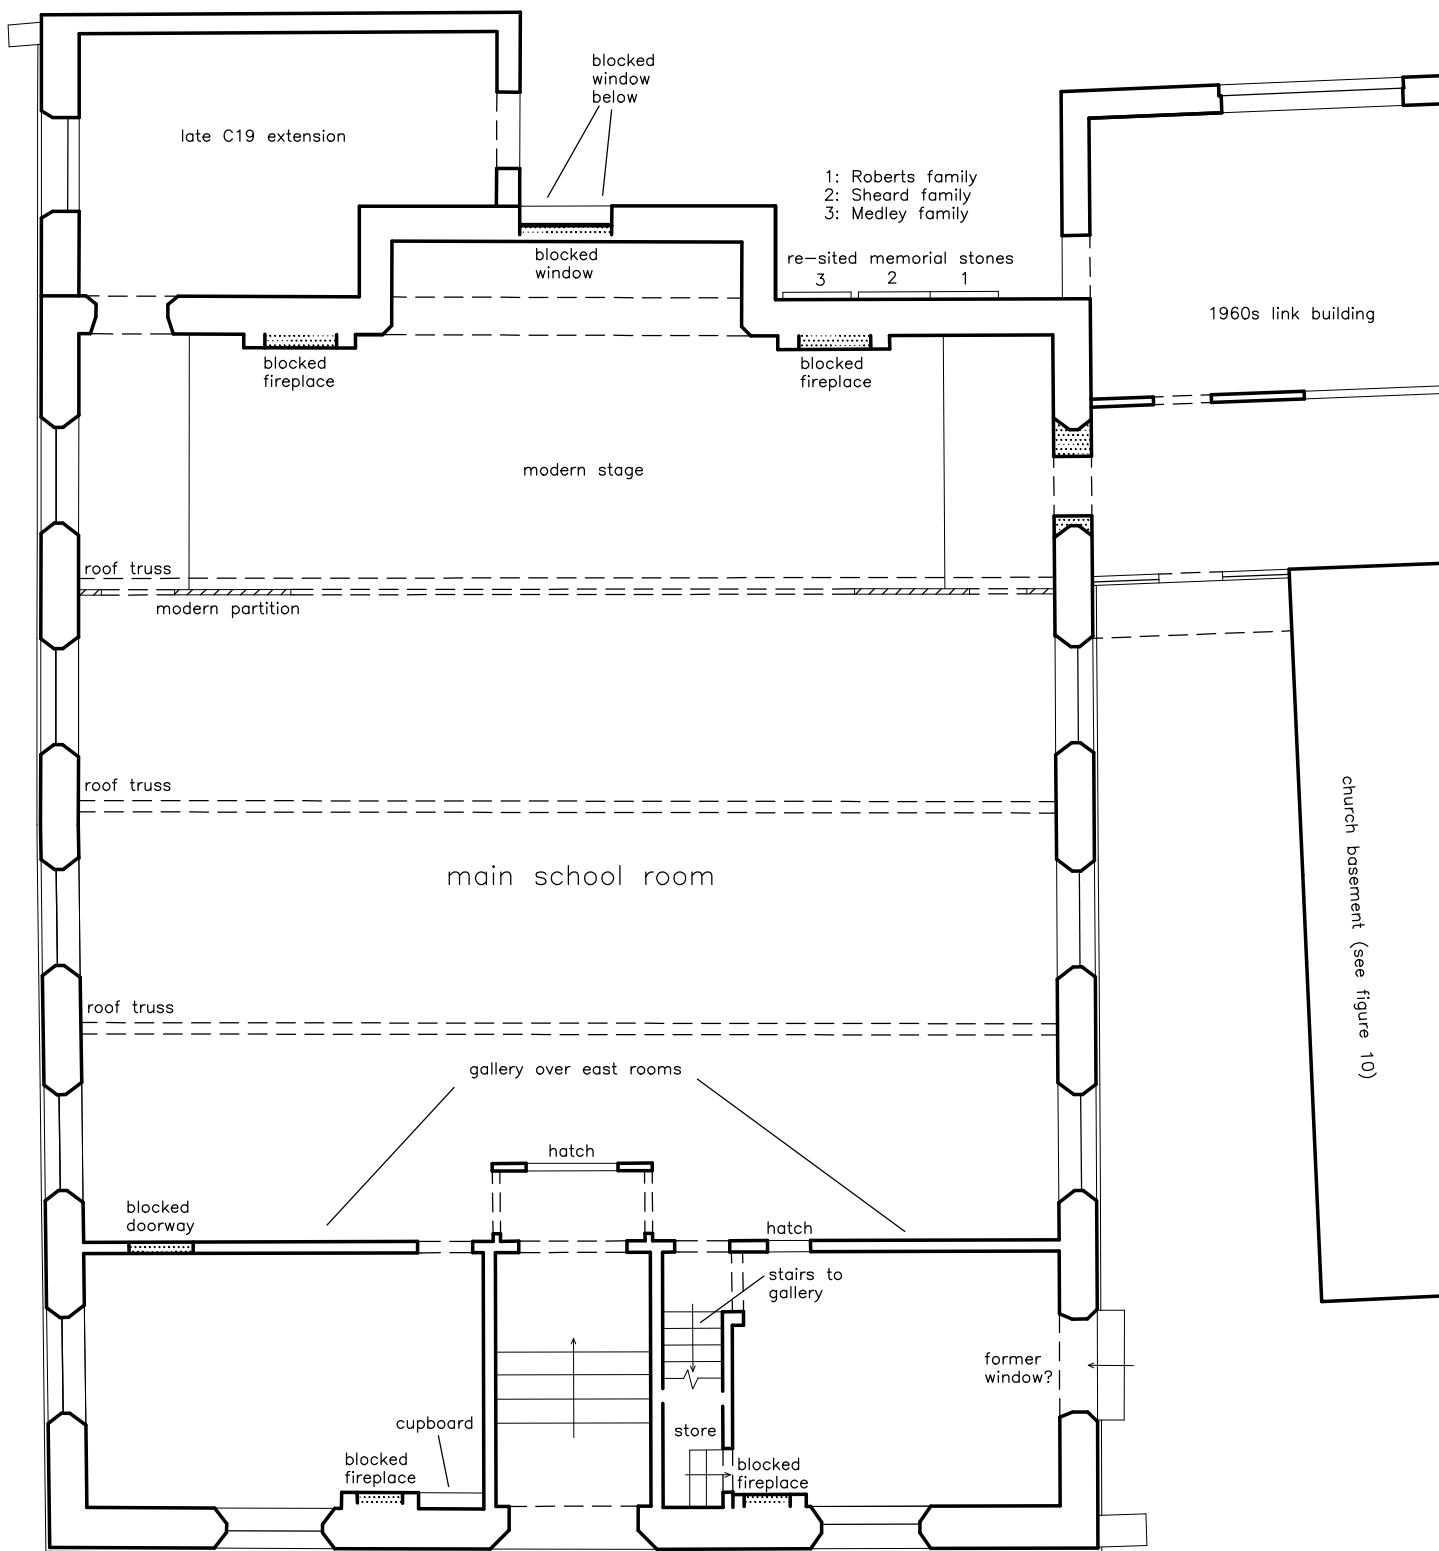 blocked
window
below
late C19 extension
1: Roberts family
2: Sheard family
3: Medley family
blocked
window
re-sited memorial stones
3 2 1
1960s link building
blocked
fireplace
blocked
fireplace
modern stage
roof truss
modern partition
roof truss
church basement (see figure 10)
main school room
roof truss
gallery over east rooms
hatch
blocked
doorway
hatch
stairs to
gallery
former
window?
cupboard
store
blocked
fireplace
blocked
fireplace